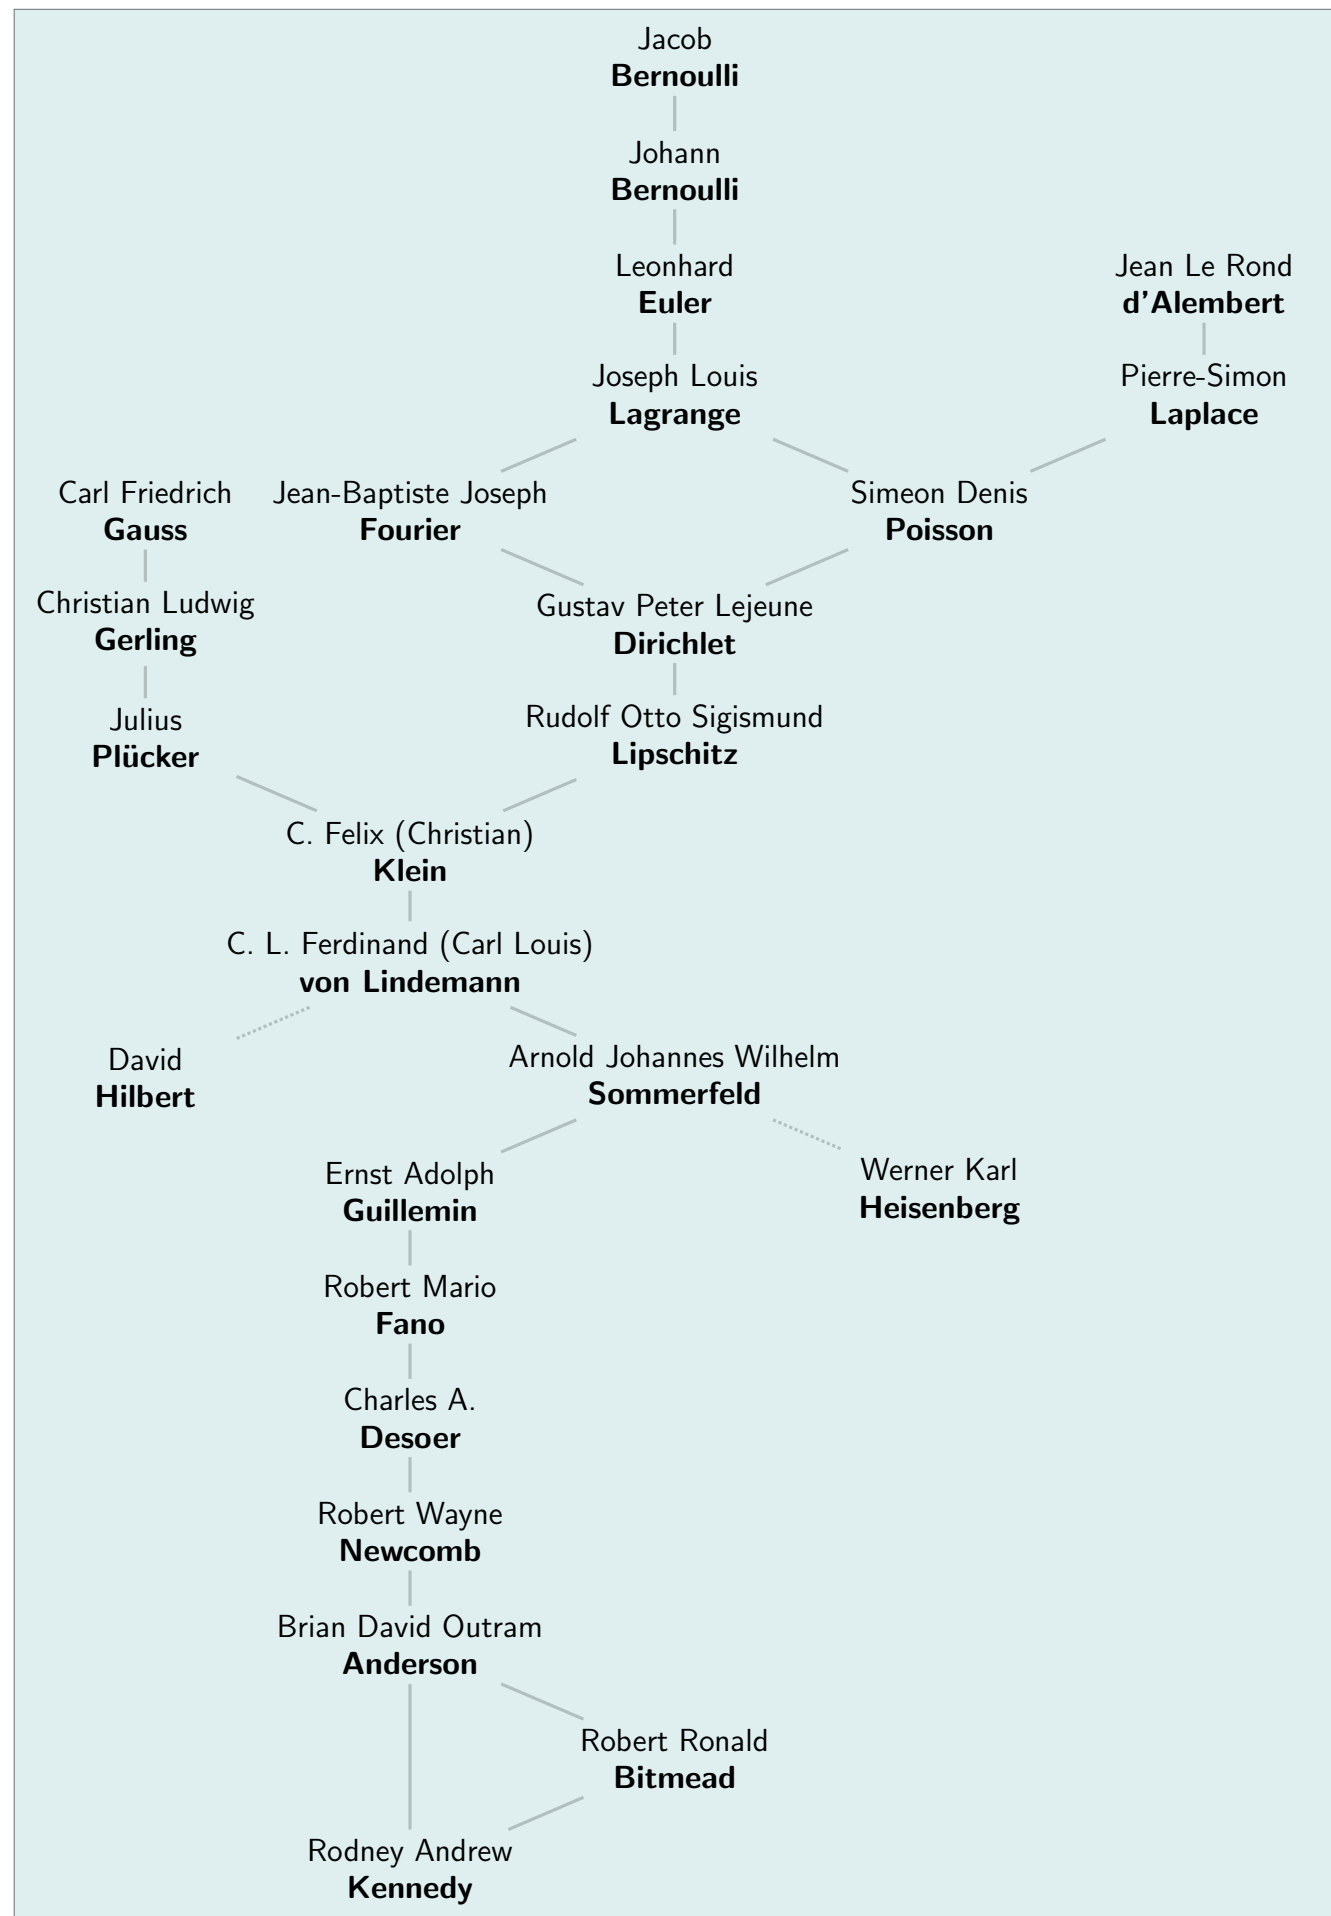 Jacob
Bernoulli
Johann
Bernoulli
Leonhard
Euler
Jean Le Rond
d'Alembert
Joseph Louis
Lagrange
Pierre-Simon
Laplace
Carl Friedrich
Gauss
Jean-Baptiste Joseph
Fourier
Simeon Denis
Poisson
Christian Ludwig
Gerling
Gustav Peter Lejeune
Dirichlet
Julius
Plücker
Rudolf Otto Sigismund
Lipschitz
C. Felix (Christian)
Klein
C. L. Ferdinand (Carl Louis)
von Lindemann
David
Hilbert
Arnold Johannes Wilhelm
Sommerfeld
Ernst Adolph
Guillemin
Werner Karl
Heisenberg
Robert Mario
Fano
Charles A.
Desoer
Robert Wayne
Newcomb
Brian David Outram
Anderson
Robert Ronald
Bitmead
Rodney Andrew
Kennedy